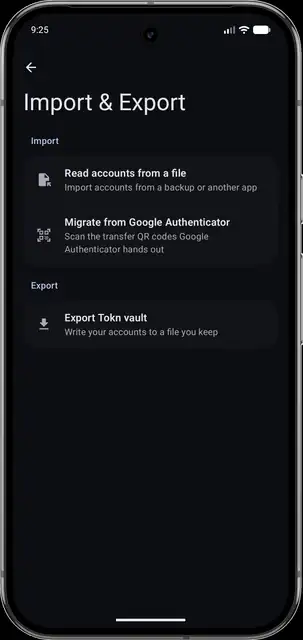 9:25
Import & Export
Import
Read accounts from a file
Import accounts from a backup or another app
Migrate from Google Authenticator
Scan the transfer QR codes Google
Authenticator hands out
Export
Export Tokn vault
Write your accounts to a file you keep